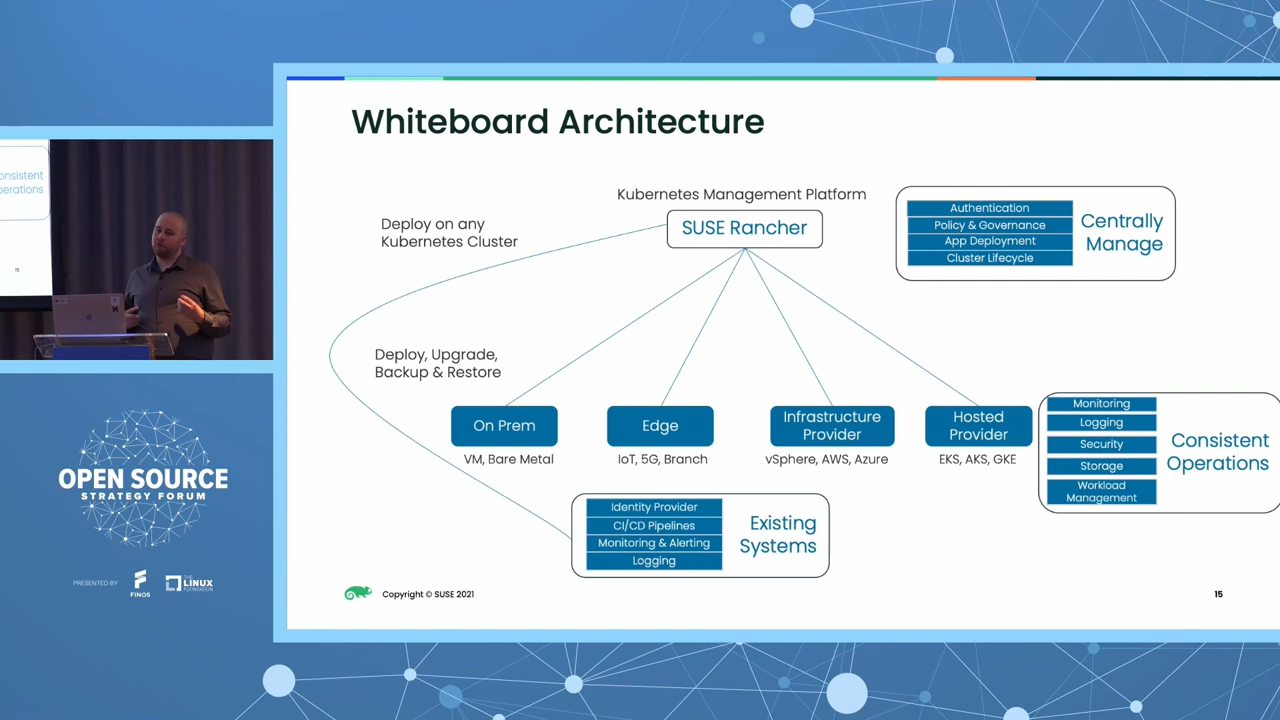 Whiteboard Architecture
Kubernetes Management Platform
SUSE Rancher
Deploy on any
Kubernetes Cluster
Authentication
Policy & Governance
App Deployment
Cluster Lifecycle
Centrally
Manage
Deploy, Upgrade,
Backup & Restore
On Prem
VM, Bare Metal
Edge
IoT, 5G, Branch
Infrastructure
Provider
vSphere, AWS, Azure
Hosted
Provider
EKS, AKS, GKE
Monitoring
Logging
Security
Storage
Workload
Management
Consistent
Operations
Identity Provider
CI/CD Pipelines
Monitoring & Alerting
Logging
Existing
Systems
Copyright © SUSE 2021
15
onsistent
perations
OPEN SOURCE
STRATEGY FORUM
PRESENTED BY
FINOS
THE
LINUX
FOUNDATION